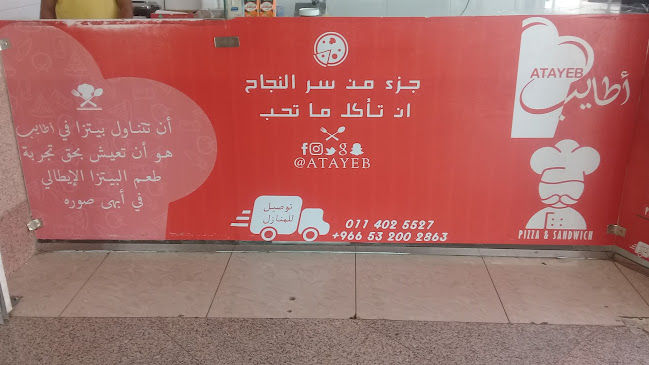 جزء من سر النجاح
ان تأكل ما تحب
@ATAYEB
توصيل
للمنازل
011 402 5527
+966 53 200 2863
أن تتناول بيتزا في اطايب
هو أن تعيش بحق تجربة
طعم البيتزا الإيطالي
في أبهى صوره
ATAYEB
أطايب
PIZZA & SANDWICH